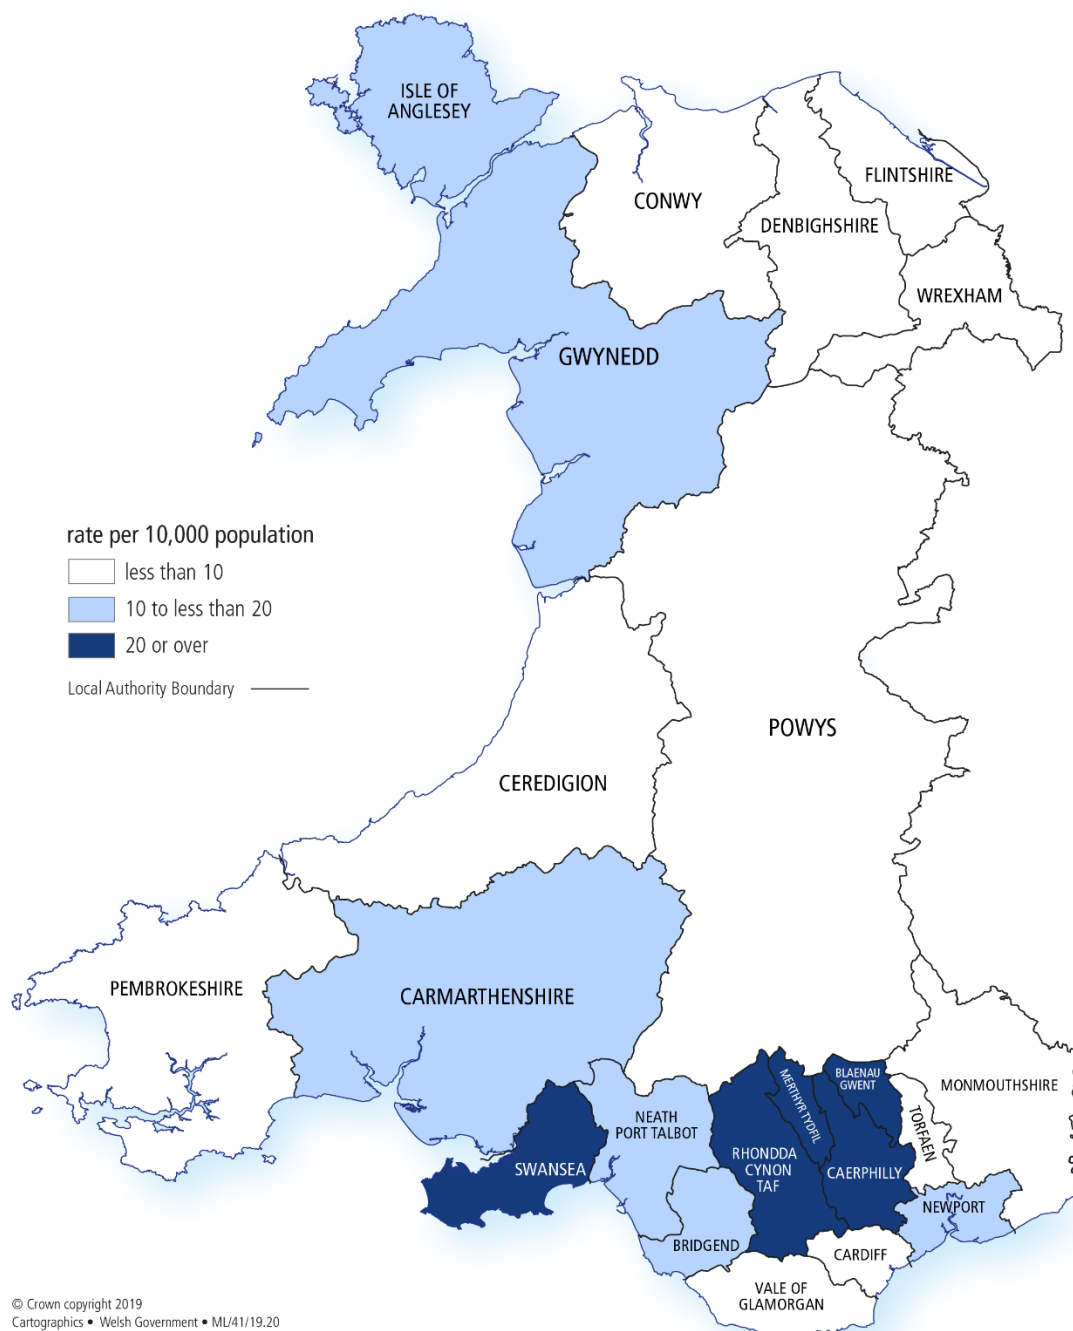 ISLE OF
ANGLESEY
FLINTSHIRE
CONWY
DENBIGHSHIRE
WREXHAM
GWYNEDD
rate per 10,000 population
less than 10
10 to less than 20
20 or over
Local Authority Boundary
POWYS
CEREDIGION
PEMBROKESHIRE
CARMARTHENSHIRE
BLAENAU
GWENT
MERTHYR TYDFIL
MONMOUTHSHIRE
TORFAEN
NEATH
PORT TALBOT
RHONDDA
CYNON
TAF
SWANSEA
CAERPHILLY
NEWPORT
BRIDGEND
CARDIFF
VALE OF
GLAMORGAN
© Crown copyright 2019
Cartographics • Welsh Government • ML/41/19.20